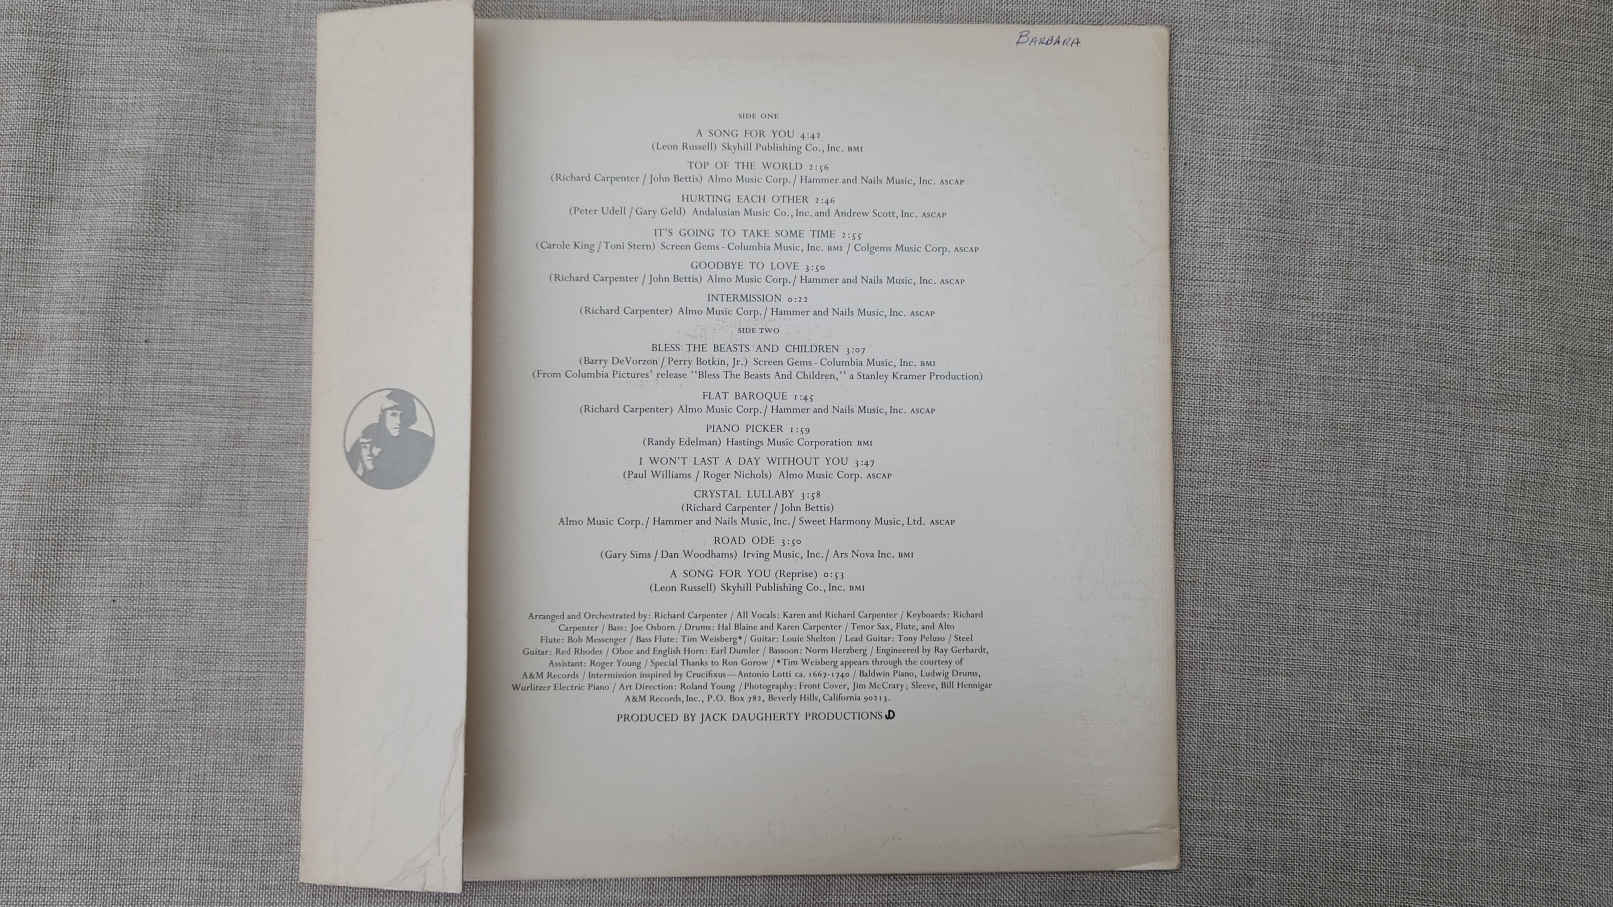 BARBARA
SIDE ONE
A SONG FOR YOU 4:42
(Leon Russell) Skyhill Publishing Co., Inc. BMI
TOP OF THE WORLD 2:56
(Richard Carpenter / John Bettis) Almo Music Corp. / Hammer and Nails Music, Inc. ASCAP
HURTING EACH OTHER 2:46
(Peter Udell / Gary Geld) Andalusian Music Co., Inc. and Andrew Scott, Inc. ASCAP
IT'S GOING TO TAKE SOME TIME 2:55
(Carole King / Toni Stern) Screen Gems - Columbia Music, Inc. BMI / Colgems Music Corp. ASCAP
GOODBYE TO LOVE 3:50
(Richard Carpenter / John Bettis) Almo Music Corp. / Hammer and Nails Music, Inc. ASCAP
INTERMISSION 0:22
(Richard Carpenter) Almo Music Corp. / Hammer and Nails Music, Inc. ASCAP
SIDE TWO
BLESS THE BEASTS AND CHILDREN 3:07
(Barry DeVorzon / Perry Botkin, Jr.) Screen Gems - Columbia Music, Inc. BMI
(From Columbia Pictures' release "Bless The Beasts And Children," a Stanley Kramer Production)
FLAT BAROQUE 1:45
(Richard Carpenter) Almo Music Corp. / Hammer and Nails Music, Inc. ASCAP
PIANO PICKER 1:59
(Randy Edelman) Hastings Music Corporation BMI
I WON'T LAST A DAY WITHOUT YOU 3:47
(Paul Williams / Roger Nichols) Almo Music Corp. ASCAP
CRYSTAL LULLABY 3:58
(Richard Carpenter / John Bettis)
Almo Music Corp. / Hammer and Nails Music, Inc. / Sweet Harmony Music, Ltd. ASCAP
ROAD ODE 3:50
(Gary Sims / Dan Woodhams) Irving Music, Inc. / Ars Nova Inc. BMI
A SONG FOR YOU (Reprise) 0:53
(Leon Russell) Skyhill Publishing Co., Inc. BMI
Arranged and Orchestrated by: Richard Carpenter / All Vocals: Karen and Richard Carpenter / Keyboards: Richard
Carpenter / Bass: Joe Osborn / Drums: Hal Blaine and Karen Carpenter / Tenor Sax, Flute, and Alto
Flute: Bob Messenger / Bass Flute: Tim Weisberg* / Guitar: Louie Shelton / Lead Guitar: Tony Peluso / Steel
Guitar: Red Rhodes / Oboe and English Horn: Earl Dumler / Bassoon: Norm Herzberg / Engineered by Ray Gerhardt,
Assistant: Roger Young / Special Thanks to Ron Gorow / *Tim Weisberg appears through the courtesy of
A&M Records / Intermission inspired by Crucifixus—Antonio Lotti ca. 1667-1740 / Baldwin Piano, Ludwig Drums,
Wurlitzer Electric Piano / Art Direction: Roland Young / Photography: Front Cover, Jim McCrary; Sleeve, Bill Hennigar
A&M Records, Inc., P.O. Box 782, Beverly Hills, California 90213.
PRODUCED BY JACK DAUGHERTY PRODUCTIONS JD